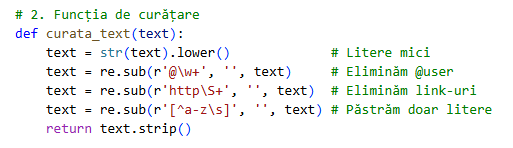 # 2. Funcția de curățare
def curata_text(text):
    text = str(text).lower()             # Litere mici
    text = re.sub(r'@\w+', '', text)     # Eliminăm @user
    text = re.sub(r'http\S+', '', text)  # Eliminăm link-uri
    text = re.sub(r'[^a-z\s]', '', text) # Păstrăm doar litere
    return text.strip()